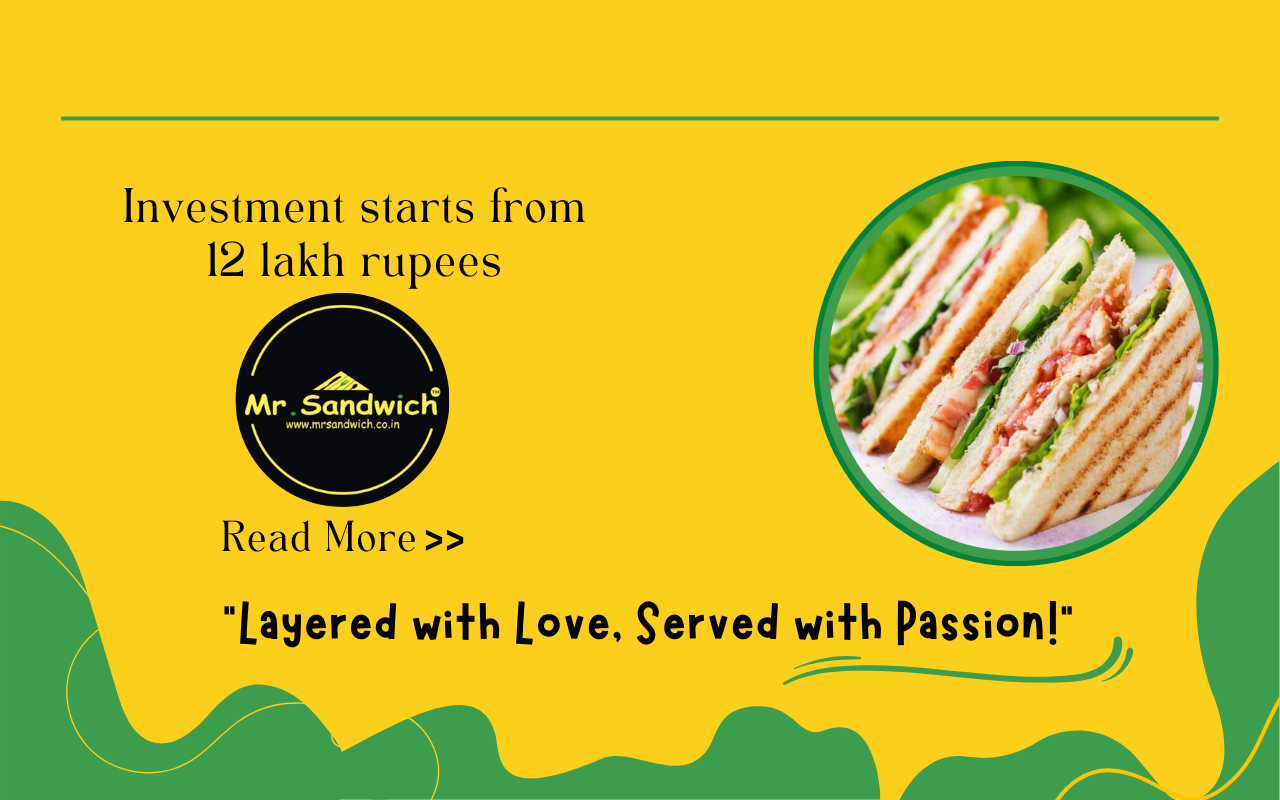 Investment starts from
12 lakh rupees
Mr. Sandwich™
www.mrsandwich.co.in
Read More >>
"Layered with Love, Served with Passion!"